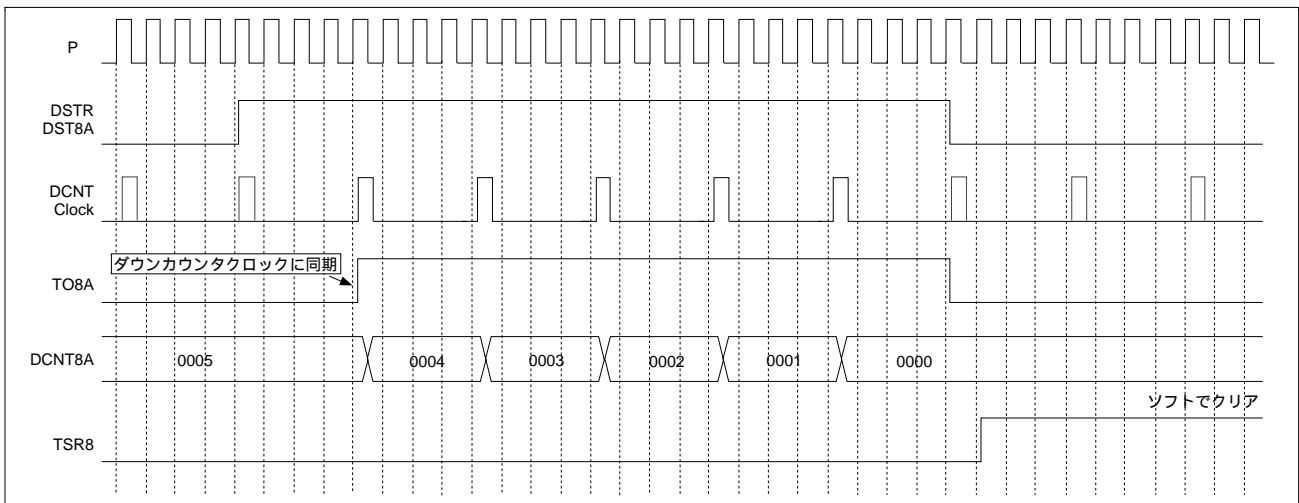 P
DSTR
DST8A
DCNT
Clock
ダウンカウンタクロックに同期
TO8A
DCNT8A
0005
0004
0003
0002
0001
0000
ソフトでクリア
TSR8